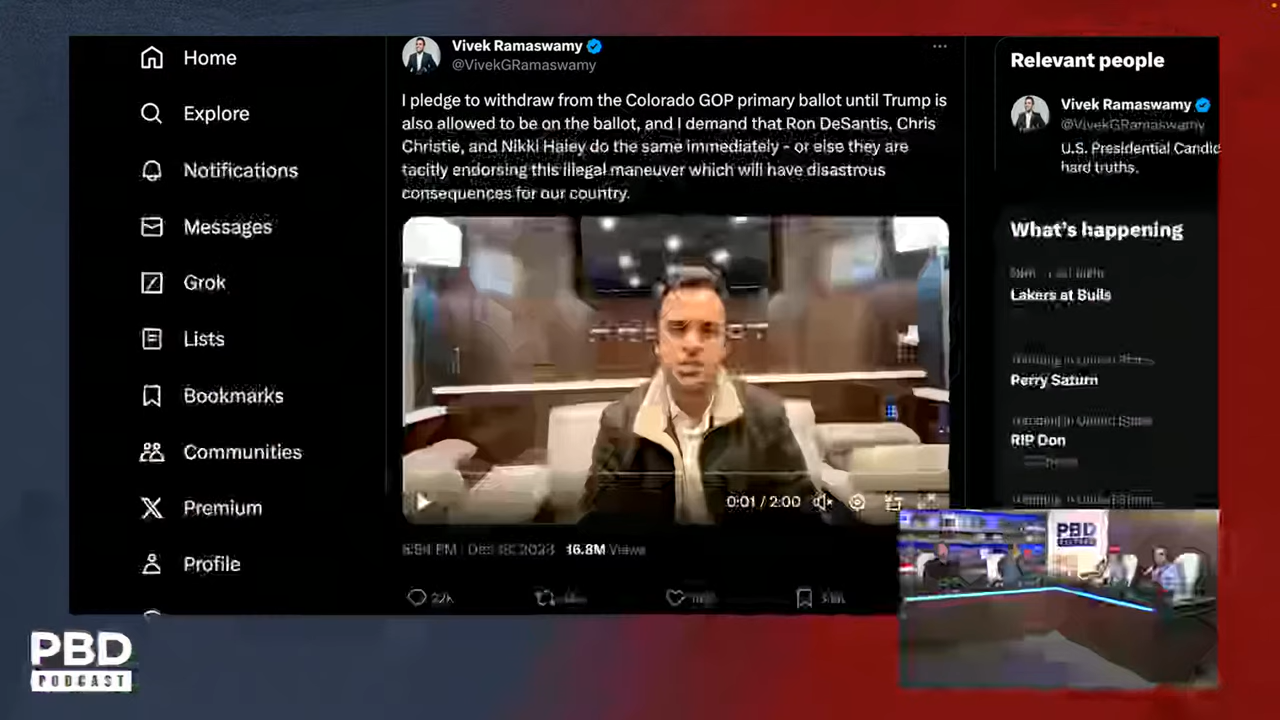 Home
Explore
Notifications
Messages
Grok
Lists
Bookmarks
Communities
Premium
Profile
Vivek Ramaswamy
@VivekGRamaswamy
I pledge to withdraw from the Colorado GOP primary ballot until Trump is
also allowed to be on the ballot, and I demand that Ron DeSantis, Chris
Christie, and Nikki Haley do the same immediately - or else they are
tacitly endorsing this illegal maneuver which will have disastrous
consequences for our country.
0:01 / 2:00
16.8M Views
22K
Relevant people
Vivek Ramaswamy
@VivekGRamaswamy
U.S. Presidential Candic
hard truths.
What's happening
Lakers at Bulls
Perry Saturn
RIP Don
PBD
PBD
PODCAST